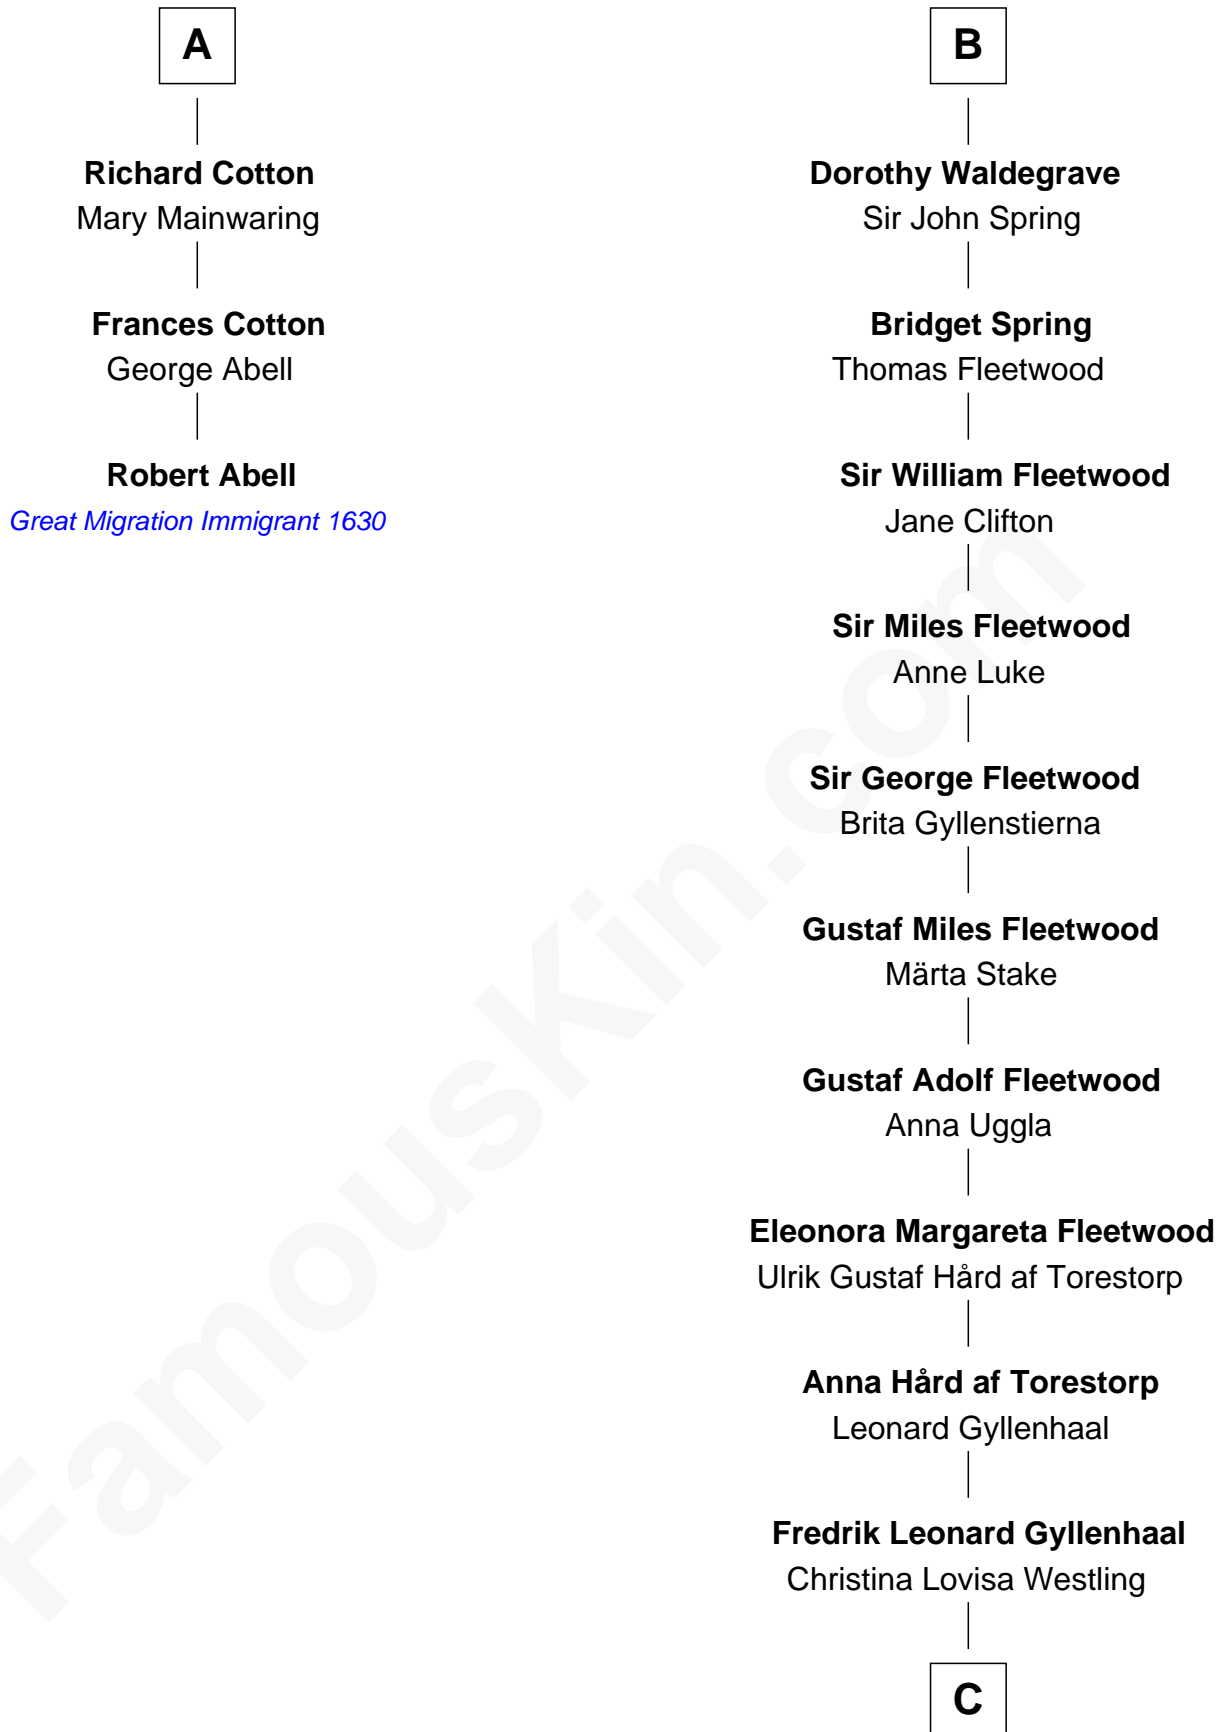 A
Richard Cotton
Mary Mainwaring
Frances Cotton
George Abell
Robert Abell
Great Migration Immigrant 1630
B
Dorothy Waldegrave
Sir John Spring
Bridget Spring
Thomas Fleetwood
Sir William Fleetwood
Jane Clifton
Sir Miles Fleetwood
Anne Luke
Sir George Fleetwood
Brita Gyllenstierna
Gustaf Miles Fleetwood
Märta Stake
Gustaf Adolf Fleetwood
Anna Uggla
Eleonora Margareta Fleetwood
Ulrik Gustaf Hård af Torestorp
Anna Hård af Torestorp
Leonard Gyllenhaal
Fredrik Leonard Gyllenhaal
Christina Lovisa Westling
C
FamousKin.com